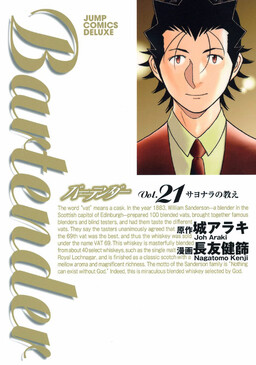 JUMP COMICS
DELUXE
Bartender
バーテンダー
Vol.21
サヨナラの教え
原作 城アラキ
Joh Araki
漫画 長友健篩
Nagatomo Kenji
The word "vat" means a cask. In the year 1883, William Sanderson—a blender in the
Scottish capitol of Edinburgh—prepared 100 blended vats, brought together famous
blenders and blind testers, and had them taste the different
vats. They say the tasters unanimously agreed that
the 69th vat was the best, and thus the whiskey was sold
under the name VAT 69. This whiskey is masterfully blended
from about 40 select whiskeys, such as the single malt
Royal Lochnagar, and is finished as a classic scotch with a
mellow aroma and magnificent richness. The motto of the Sanderson family is "Nothing
can exist without God." Indeed, this is miraculous blended whiskey selected by God.